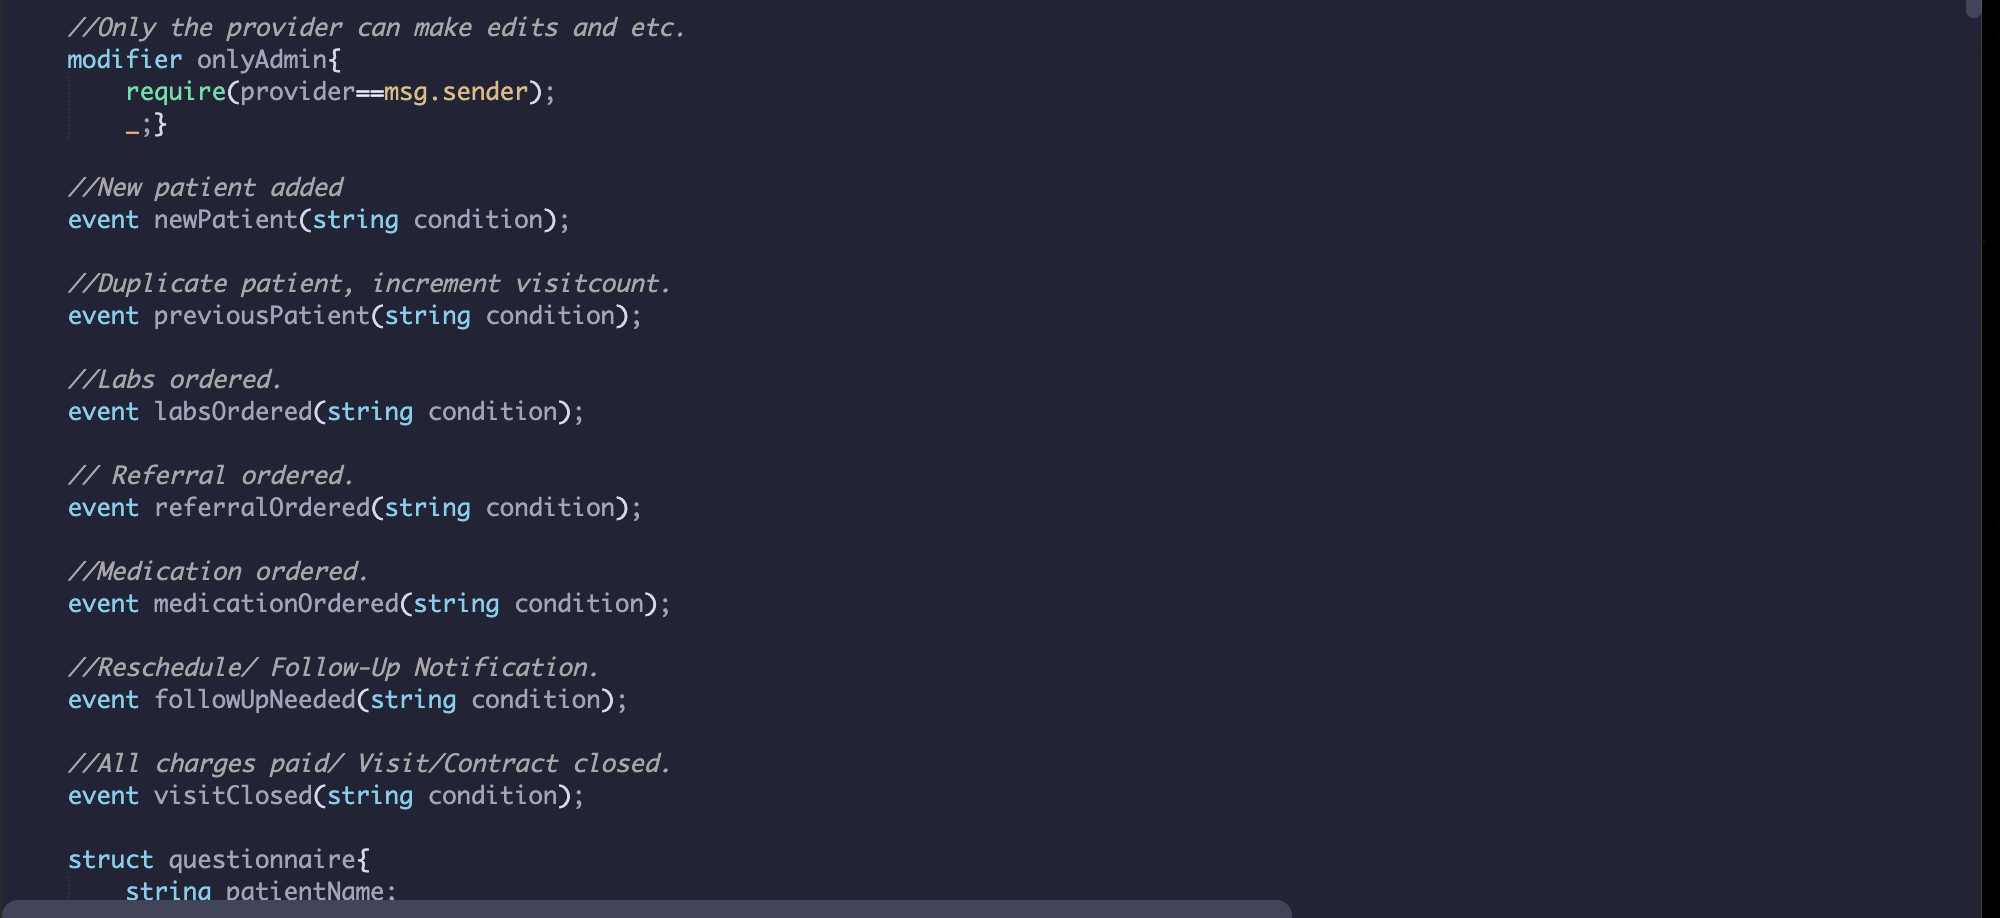 //Only the provider can make edits and etc.
modifier onlyAdmin{
require(provider==msg.sender);
_;}
//New patient added
event newPatient(string condition);
//Duplicate patient, increment visitcount.
event previousPatient(string condition);
//Labs ordered.
event labsOrdered(string condition);
// Referral ordered.
event referralOrdered(string condition);
//Medication ordered.
event medicationOrdered(string condition);
//Reschedule/ Follow-Up Notification.
event followUpNeeded(string condition);
//All charges paid/ Visit/Contract closed.
event visitClosed(string condition);
struct questionnaire{
string patientName;